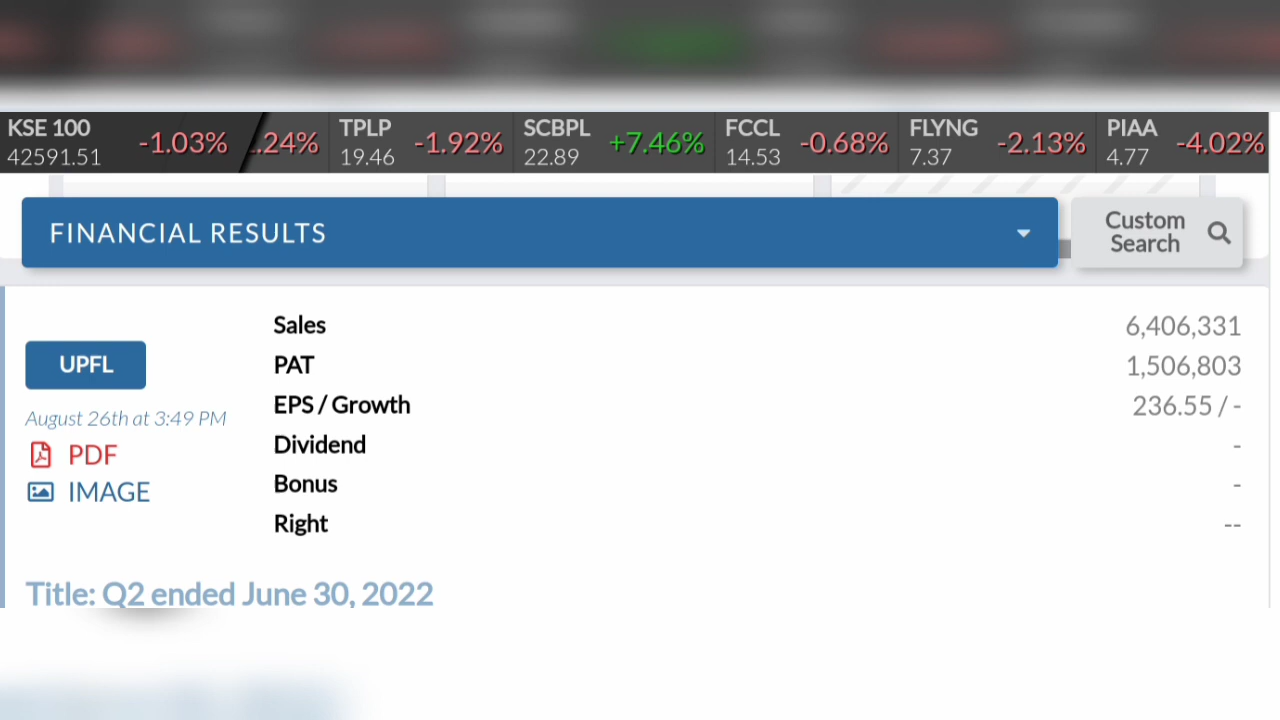 KSE 100 -1.03% .24% TPLP -1.92% SCBPL +7.46% FCCL -0.68% FLYNG -2.13% PIAA -4.02%
42591.51 19.46 22.89 14.53 7.37 4.77
FINANCIAL RESULTS
Custom
Search
UPFL
August 26th at 3:49 PM
PDF
IMAGE
Sales 6,406,331
PAT 1,506,803
EPS / Growth 236.55 / -
Dividend -
Bonus -
Right --
Title: Q2 ended June 30, 2022